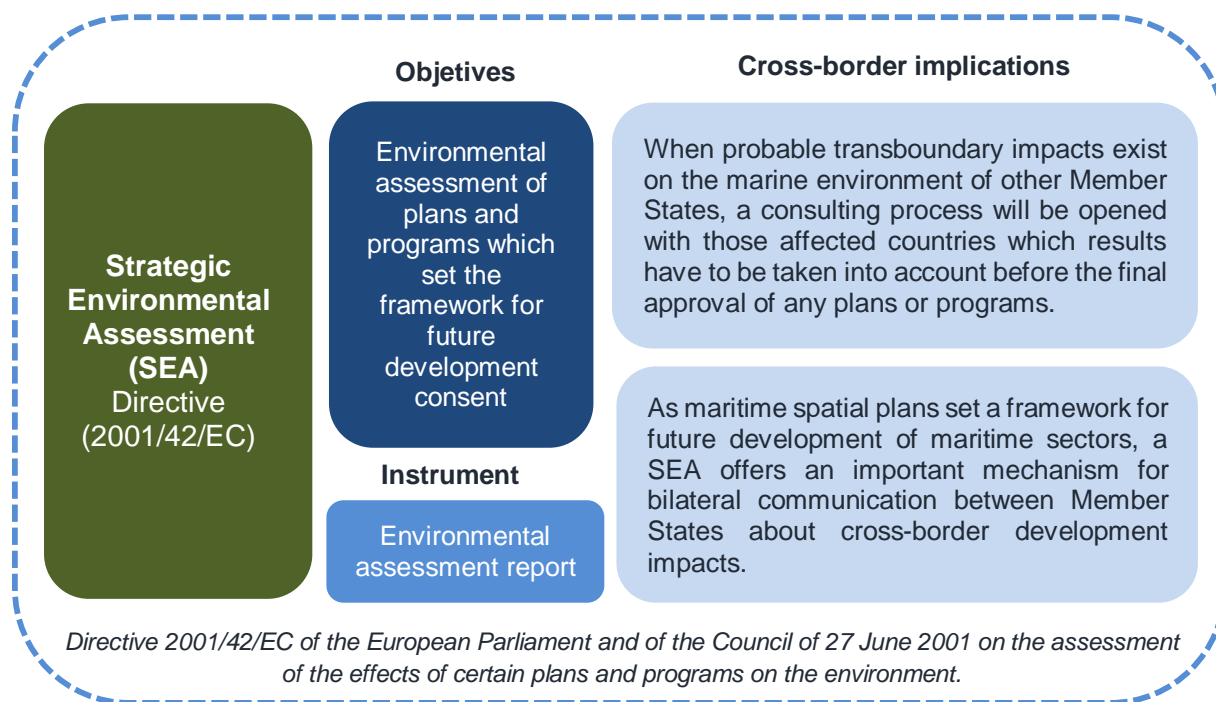 Strategic
Environmental
Assessment
(SEA)
Directive
(2001/42/EC)
Objetives
Environmental
assessment of
plans and
programs which
set the
framework for
future
development
consent
Instrument
Environmental
assessment report
Cross-border implications
When probable transboundary impacts exist
on the marine environment of other Member
States, a consulting process will be opened
with those affected countries which results
have to be taken into account before the final
approval of any plans or programs.
As maritime spatial plans set a framework for
future development of maritime sectors, a
SEA offers an important mechanism for
bilateral communication between Member
States about cross-border development
impacts.
Directive 2001/42/EC of the European Parliament and of the Council of 27 June 2001 on the assessment
of the effects of certain plans and programs on the environment.